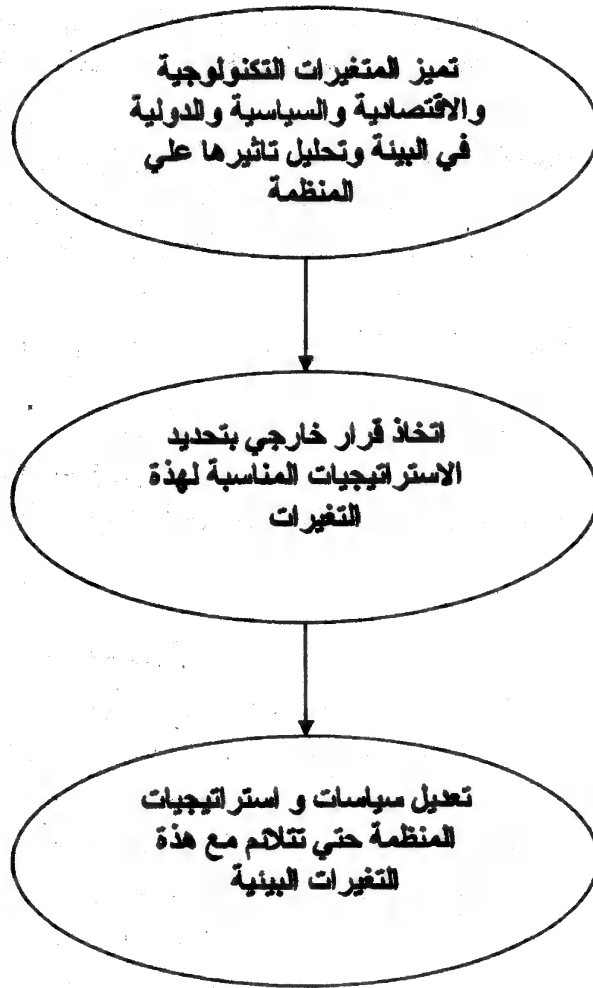 تميز المتغيرات التكنولوجية
والاقتصادية والسياسية والدولية
في البيئة وتحليل تاثيرها علي
المنظمة
اتخاذ قرار خارجي بتحديد
الاستراتيجيات المناسبة لهذة
التغيرات
تعديل سياسات و استراتيجيات
المنظمة حتي تتلائم مع هذة
التغيرات البيئية